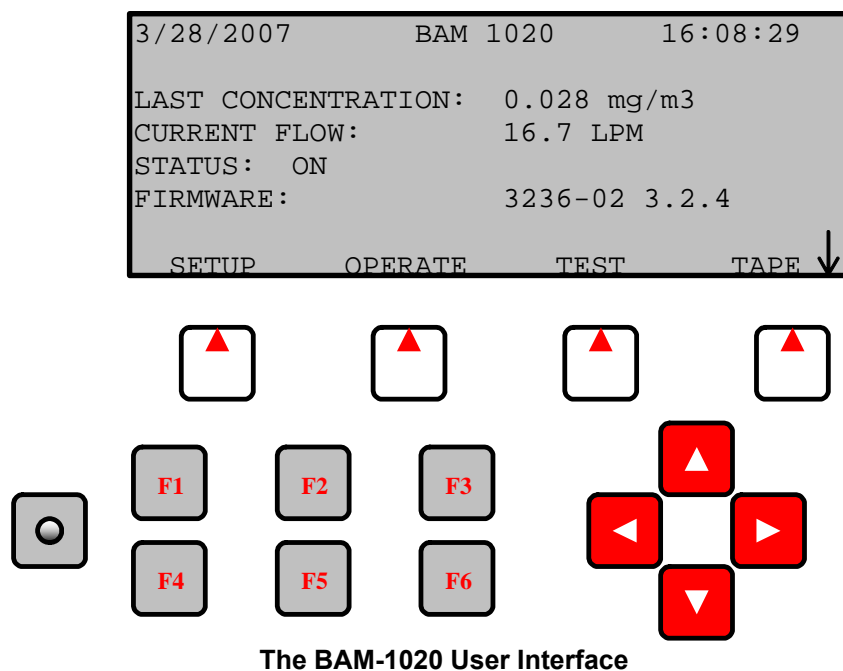 3/28/2007 BAM 1020 16:08:29
LAST CONCENTRATION: 0.028 mg/m3
CURRENT FLOW: 16.7 LPM
STATUS: ON
FIRMWARE: 3236-02 3.2.4
SETUP OPERATE TEST TAPE
F1 F2 F3
F4 F5 F6
The BAM-1020 User Interface